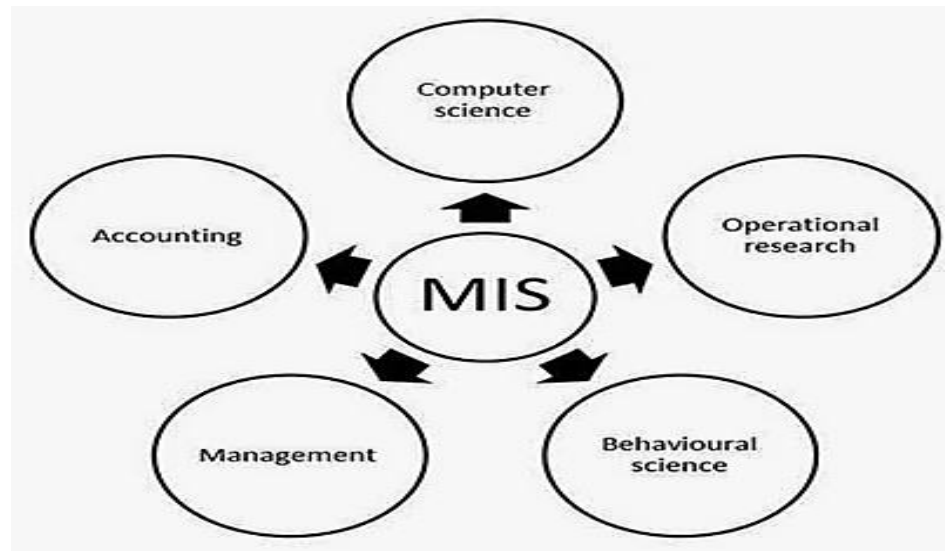 Computer
science
Accounting
Operational
research
MIS
Management
Behavioural
science